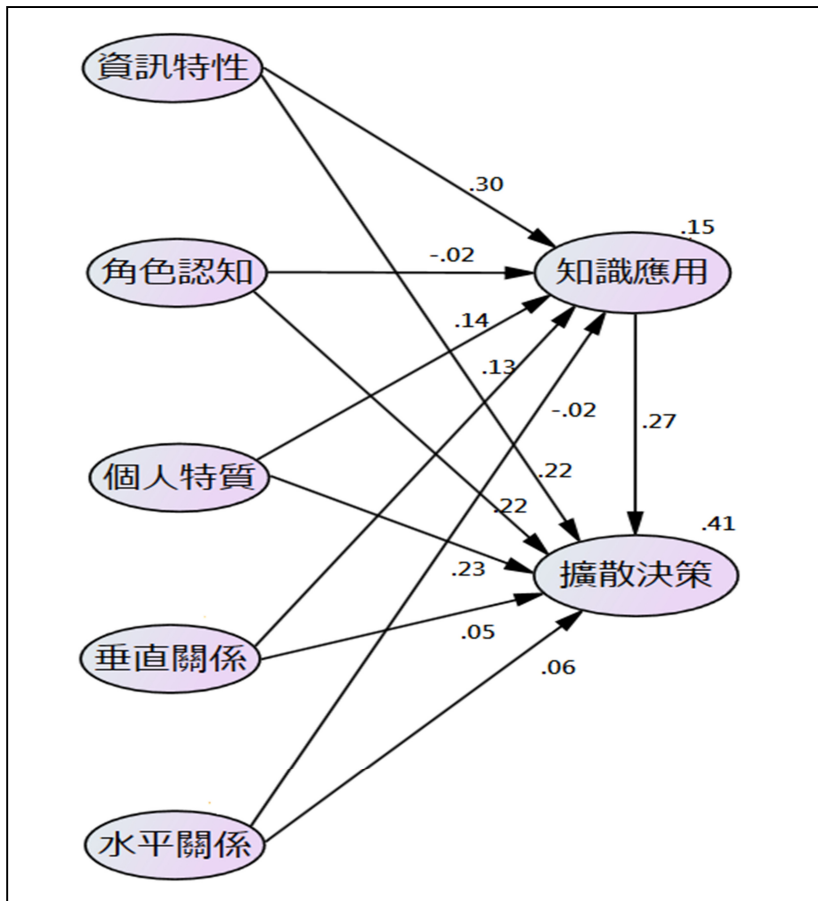 資訊特性
.30
.15
角色認知
-.02
知識應用
.14
.13
-.02
.27
個人特質
.22
.22
.41
.23
擴散決策
垂直關係
.05
.06
水平關係